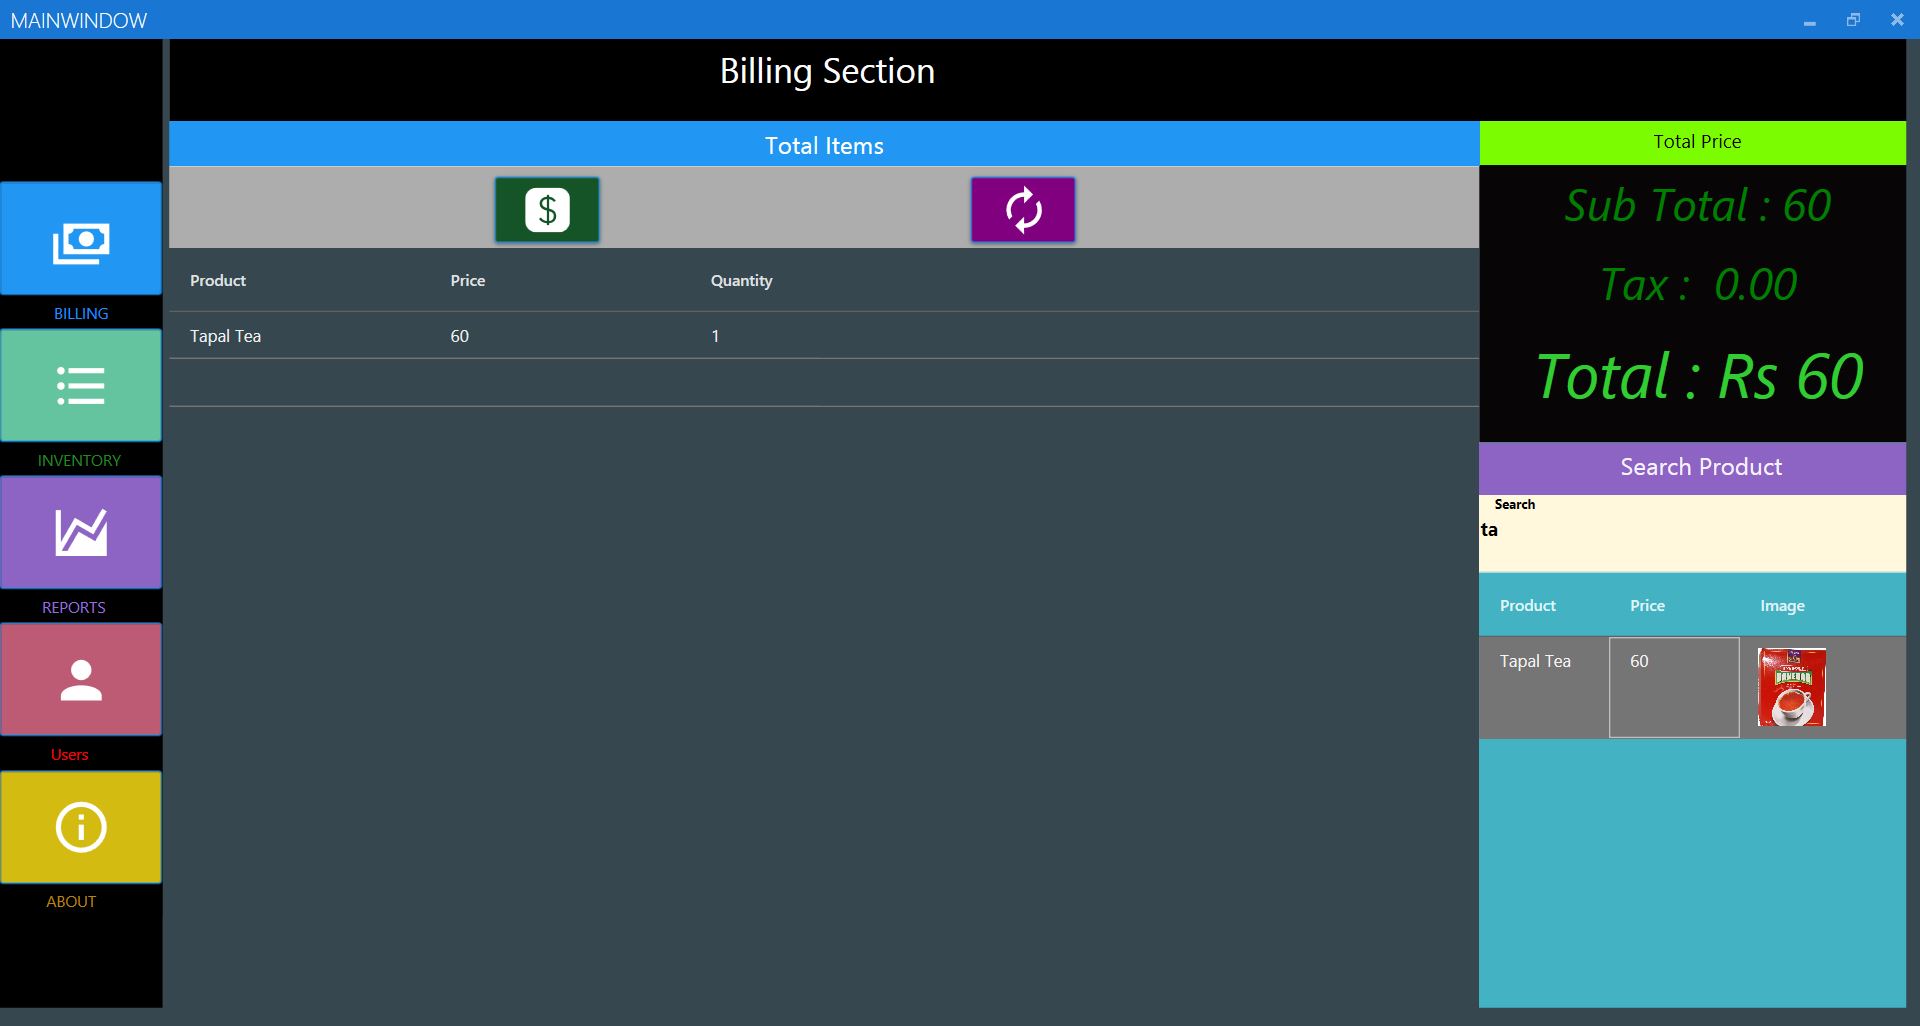 MAINWINDOW
Billing Section
Total Items
Total Price
$
Sub Total : 60
Tax : 0.00
Total : Rs 60
Product Price Quantity
Tapal Tea 60 1
BILLING
INVENTORY
REPORTS
Users
ABOUT
Search Product
Search
ta
Product Price Image
Tapal Tea 60
TAPAL
DANEDAR